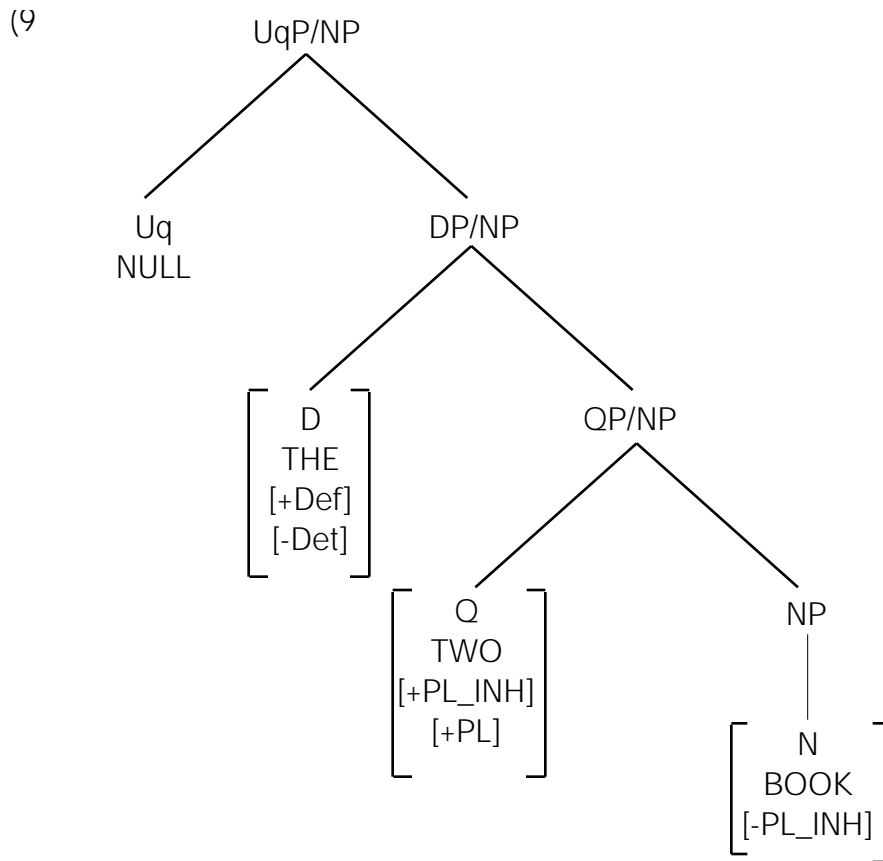 (9
UqP/NP
Uq
NULL
DP/NP
D
THE
[+Def]
[-Det]
QP/NP
Q
TWO
[+PL_INH]
[+PL]
NP
N
BOOK
[-PL_INH]